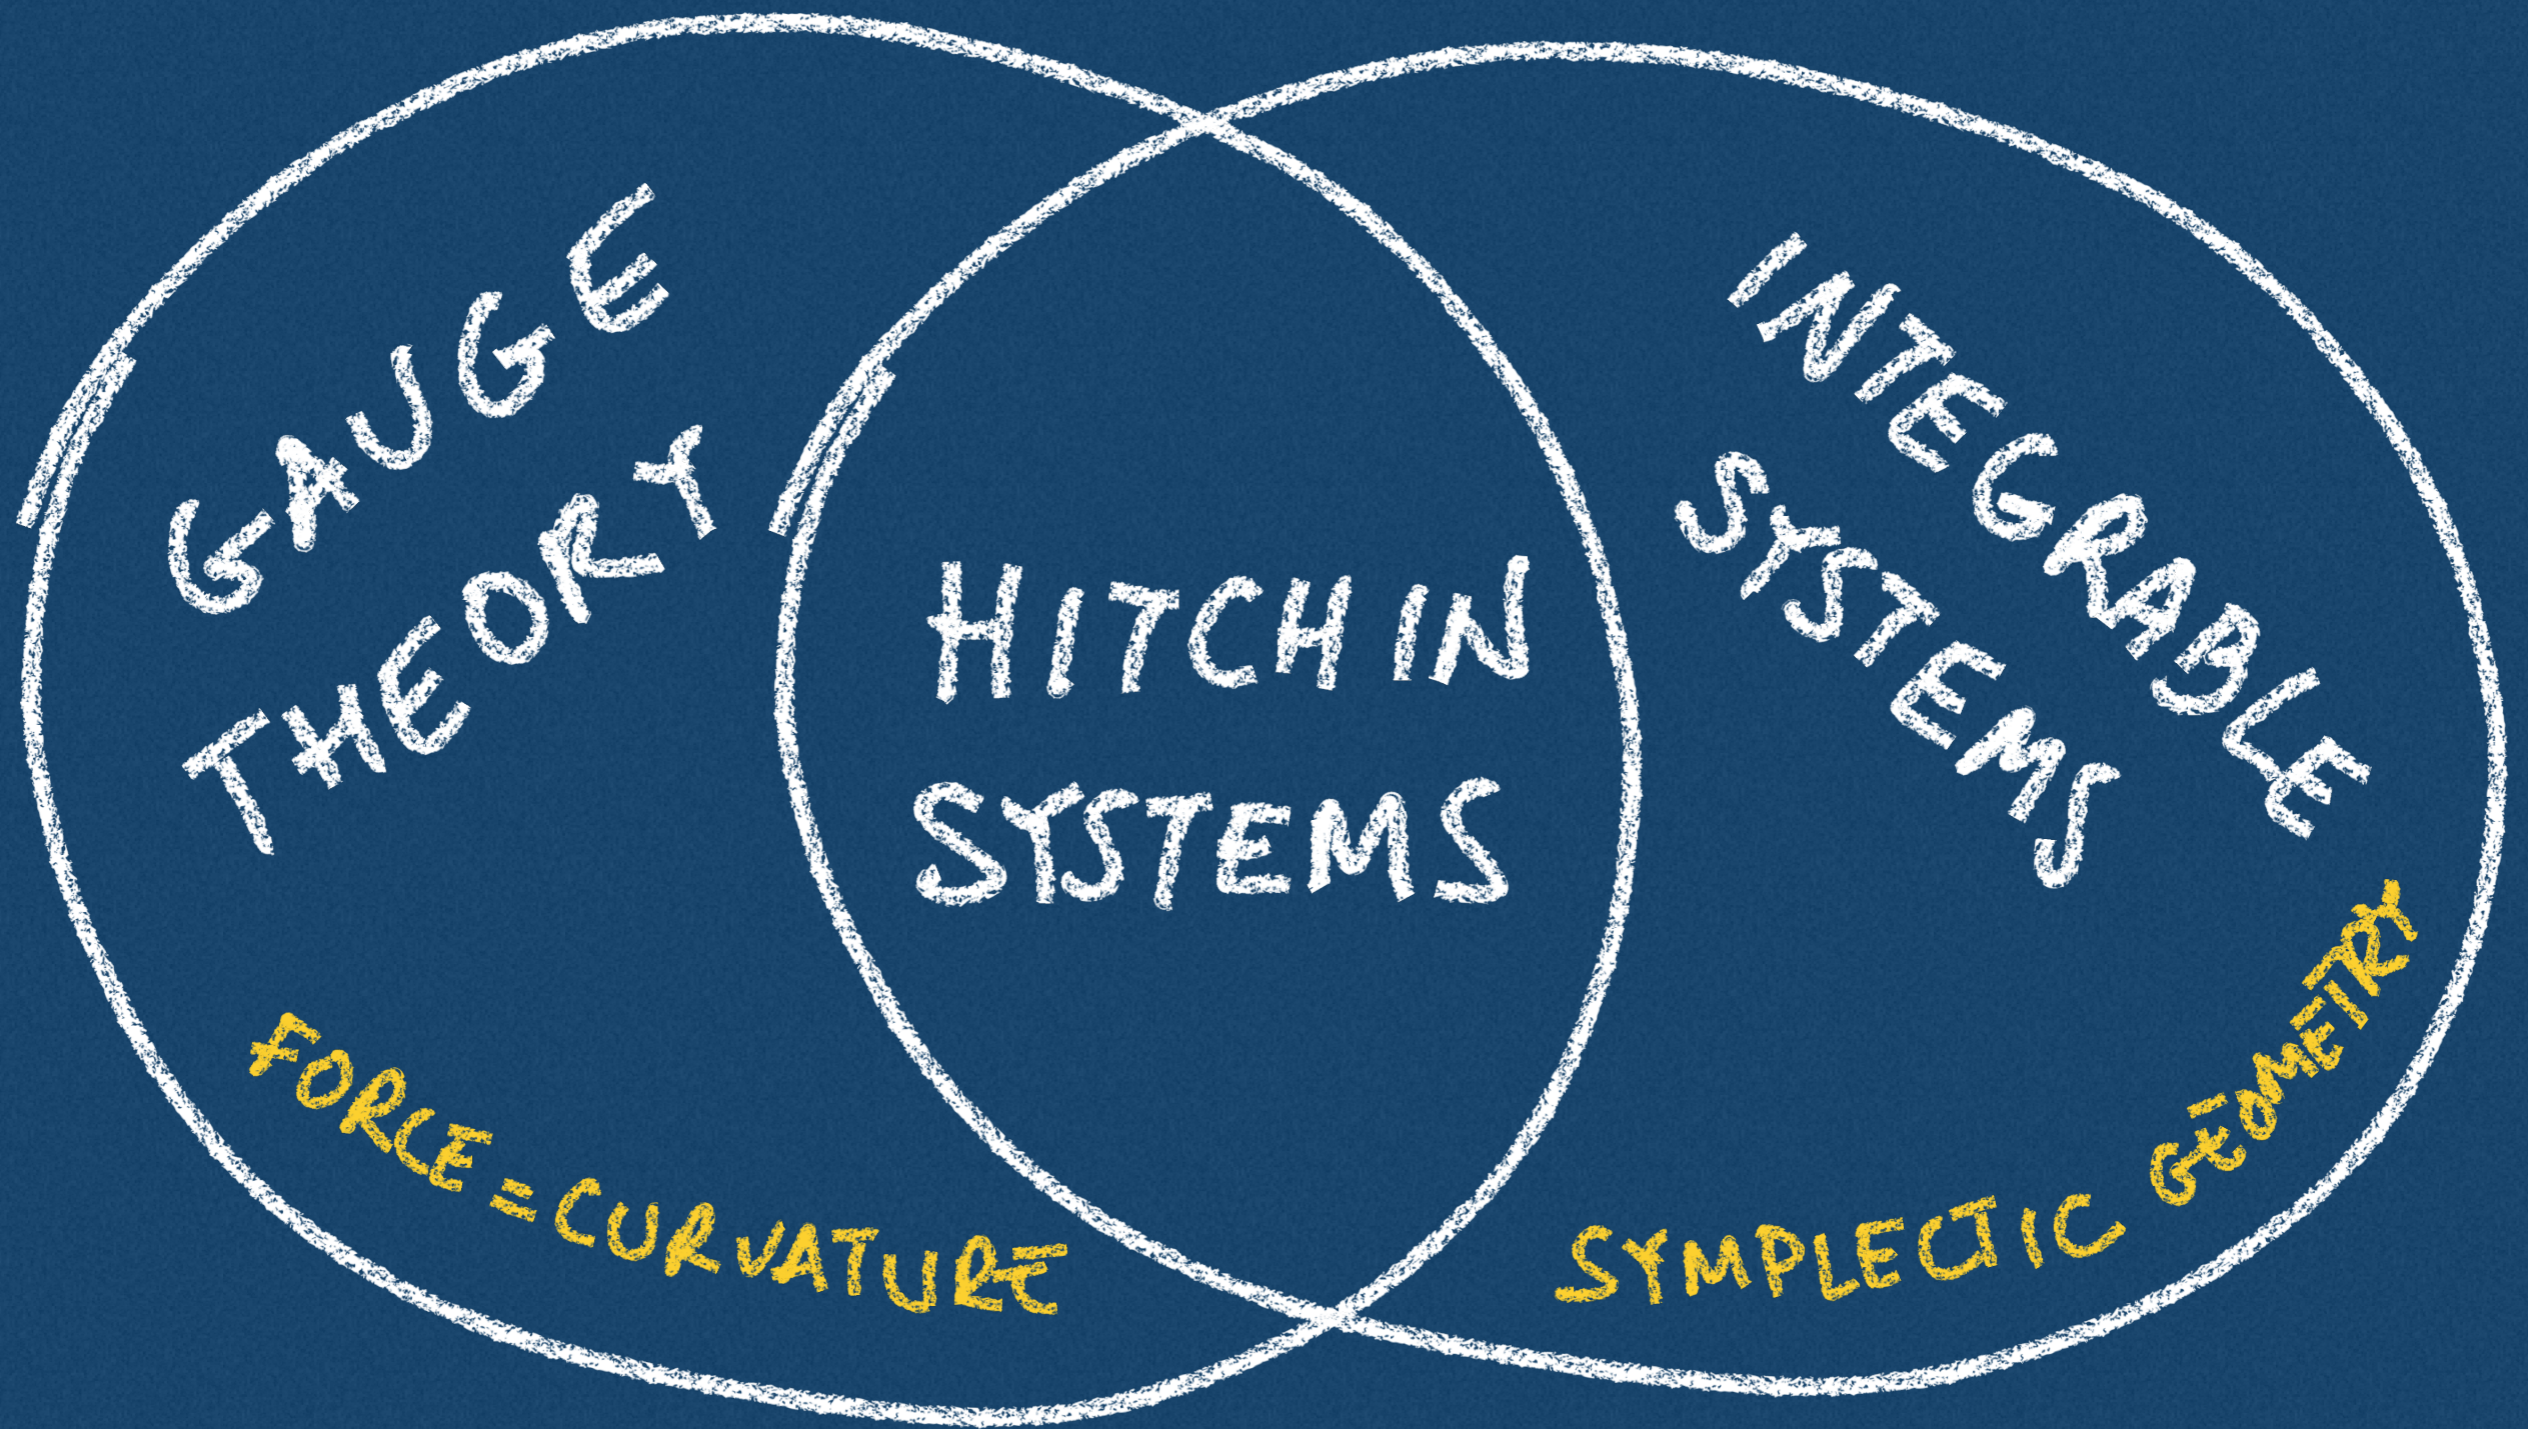 GAUGE
THEORY
HITCHIN
SYSTEMS
INTEGRABLE
SYSTEMS
FORCE = CURVATURE
SYMPLECTIC GEOMETRY